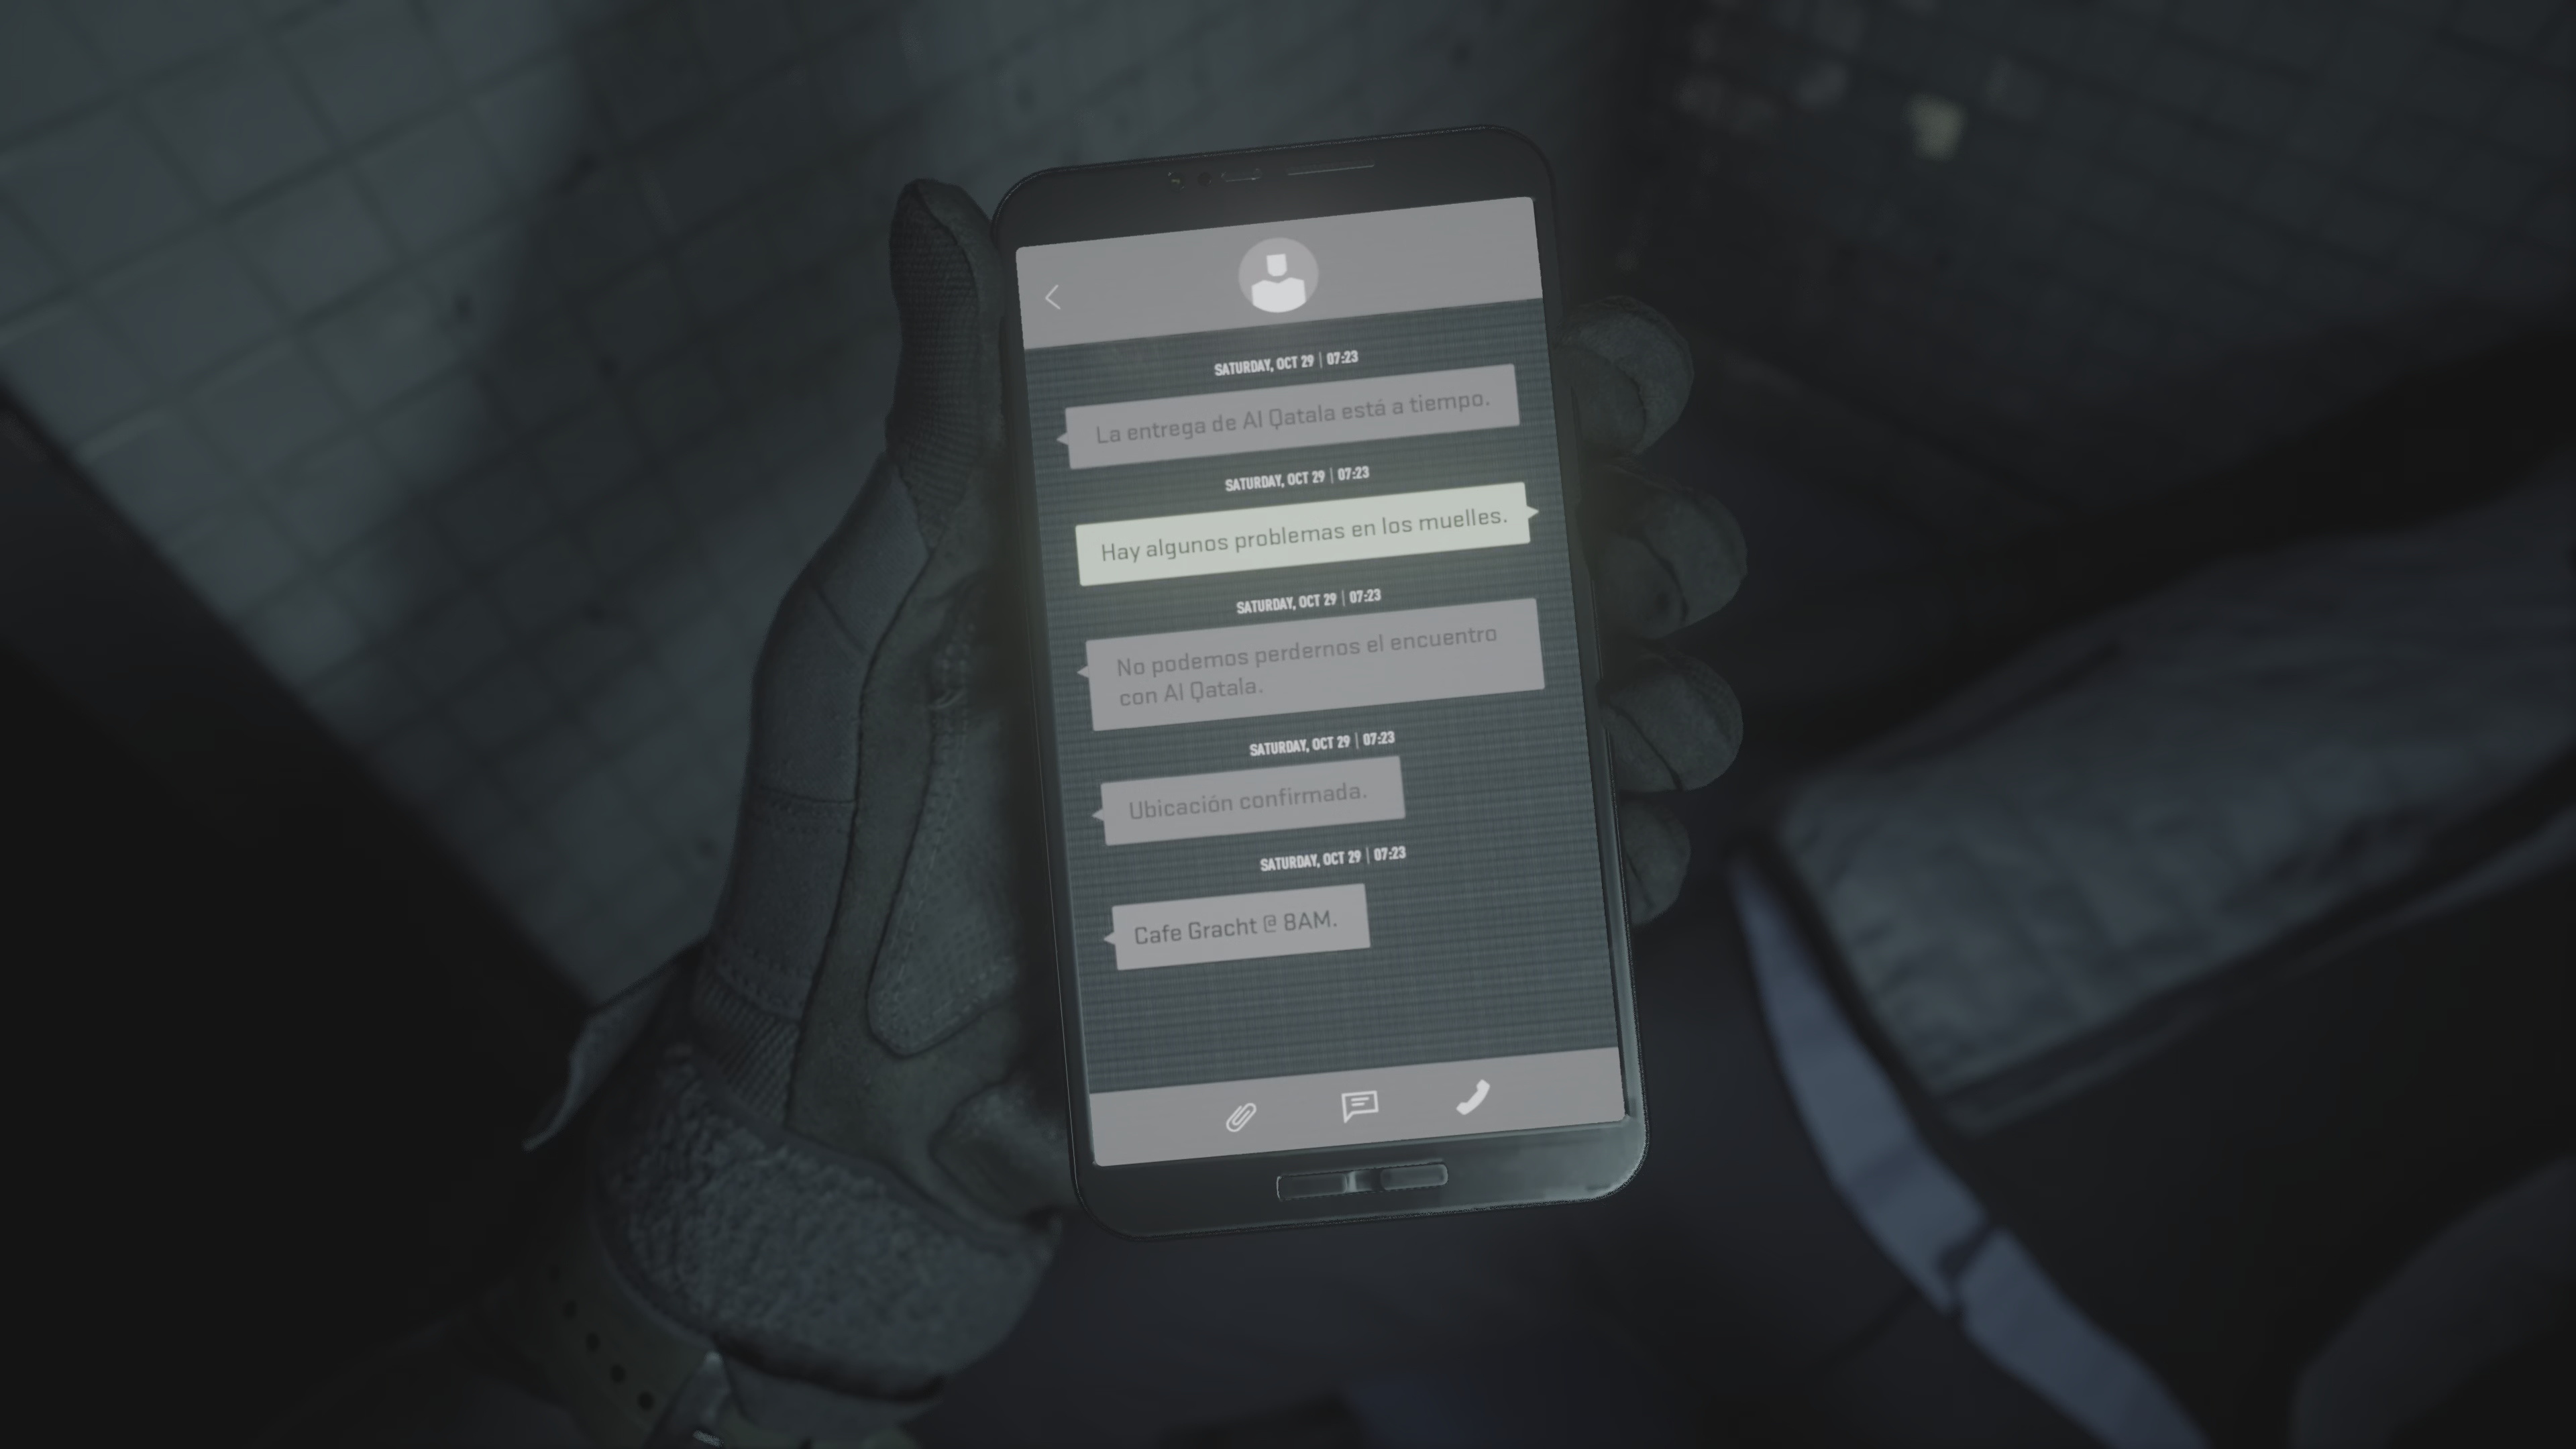 SATURDAY, OCT 29 | 07:23
La entrega de Al Qatala está a tiempo.
SATURDAY, OCT 29 | 07:23
Hay algunos problemas en los muelles.
SATURDAY, OCT 29 | 07:23
No podemos perdernos el encuentro
con Al Qatala.
SATURDAY, OCT 29 | 07:23
Ubicación confirmada.
SATURDAY, OCT 29 | 07:23
Cafe Gracht @ 8AM.